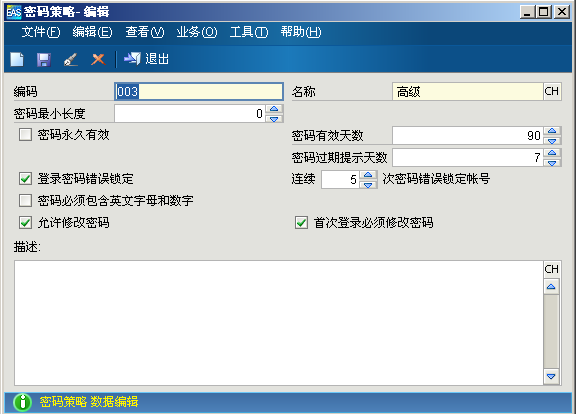 EAS 密码策略- 编辑
文件(F) 编辑(E) 查看(V) 业务(O) 工具(T) 帮助(H)
退出
编码 003 名称 高级 CH
密码最小长度 0
密码永久有效 密码有效天数 90
密码过期提示天数 7
登录密码错误锁定 连续 5 次密码错误锁定帐号
密码必须包含英文字母和数字
允许修改密码 首次登录必须修改密码
描述:
CH
密码策略 数据编辑